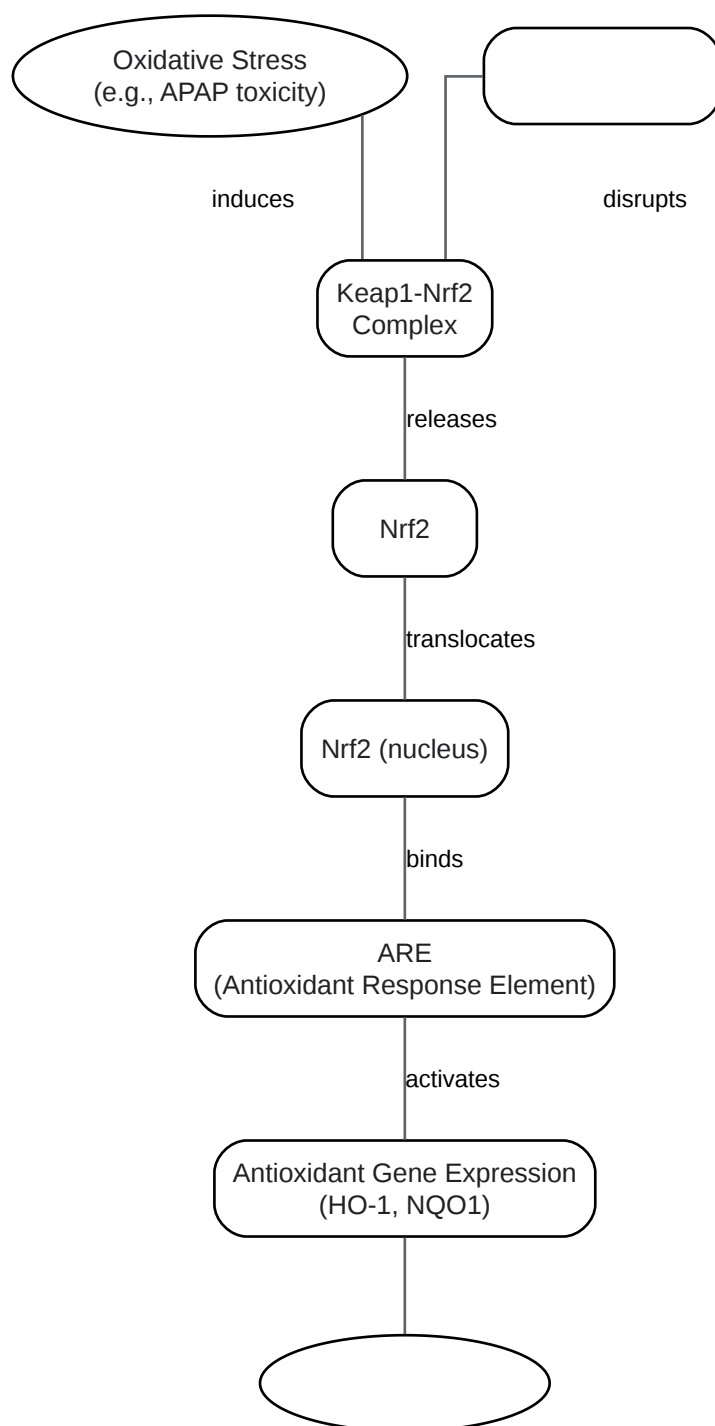 Oxidative Stress
(e.g., APAP toxicity)
induces
disrupts
Keap1-Nrf2
Complex
releases
Nrf2
translocates
Nrf2 (nucleus)
binds
ARE
(Antioxidant Response Element)
activates
Antioxidant Gene Expression
(HO-1, NQO1)